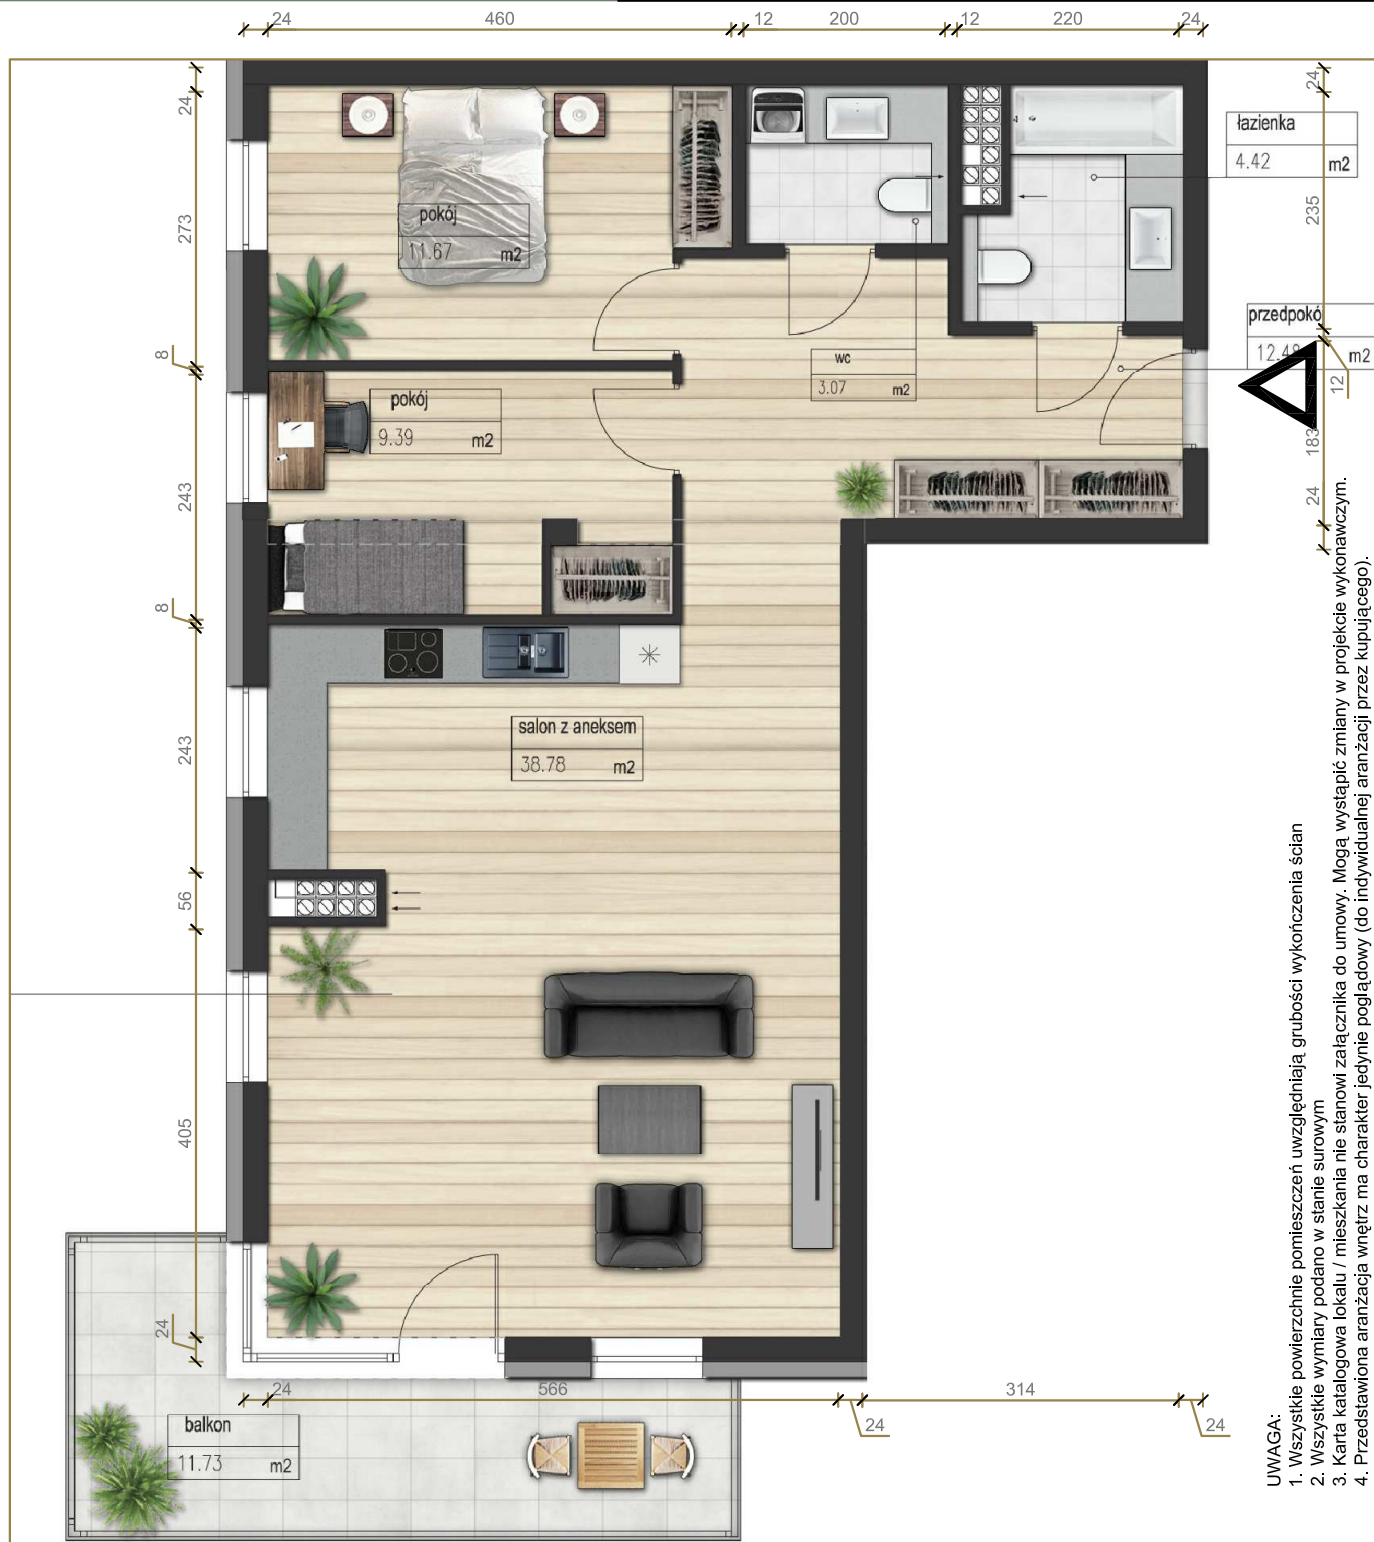 24
460
12
200
12
220
24
24
24
łazienka
4.42 m2
273
235
pokój
11.67 m2
przedpokó
12.48 m2
8
wc
3.07 m2
12
183
pokój
9.39 m2
243
24
8
salon z aneksem
38.78 m2
243
56
405
24
24
566
314
24
24
balkon
11.73 m2
UWAGA:
1. Wszystkie powierzchnie pomieszczeń uwzględniają grubości wykończenia ścian
2. Wszystkie wymiary podano w stanie surowym
3. Karta katalogowa lokalu / mieszkania nie stanowi załącznika do umowy. Mogą wystąpić zmiany w projekcie wykonawczym.
4. Przedstawiona aranżacja wnętrz ma charakter jedynie poglądowy (do indywidualnej aranżacji przez kupującego).